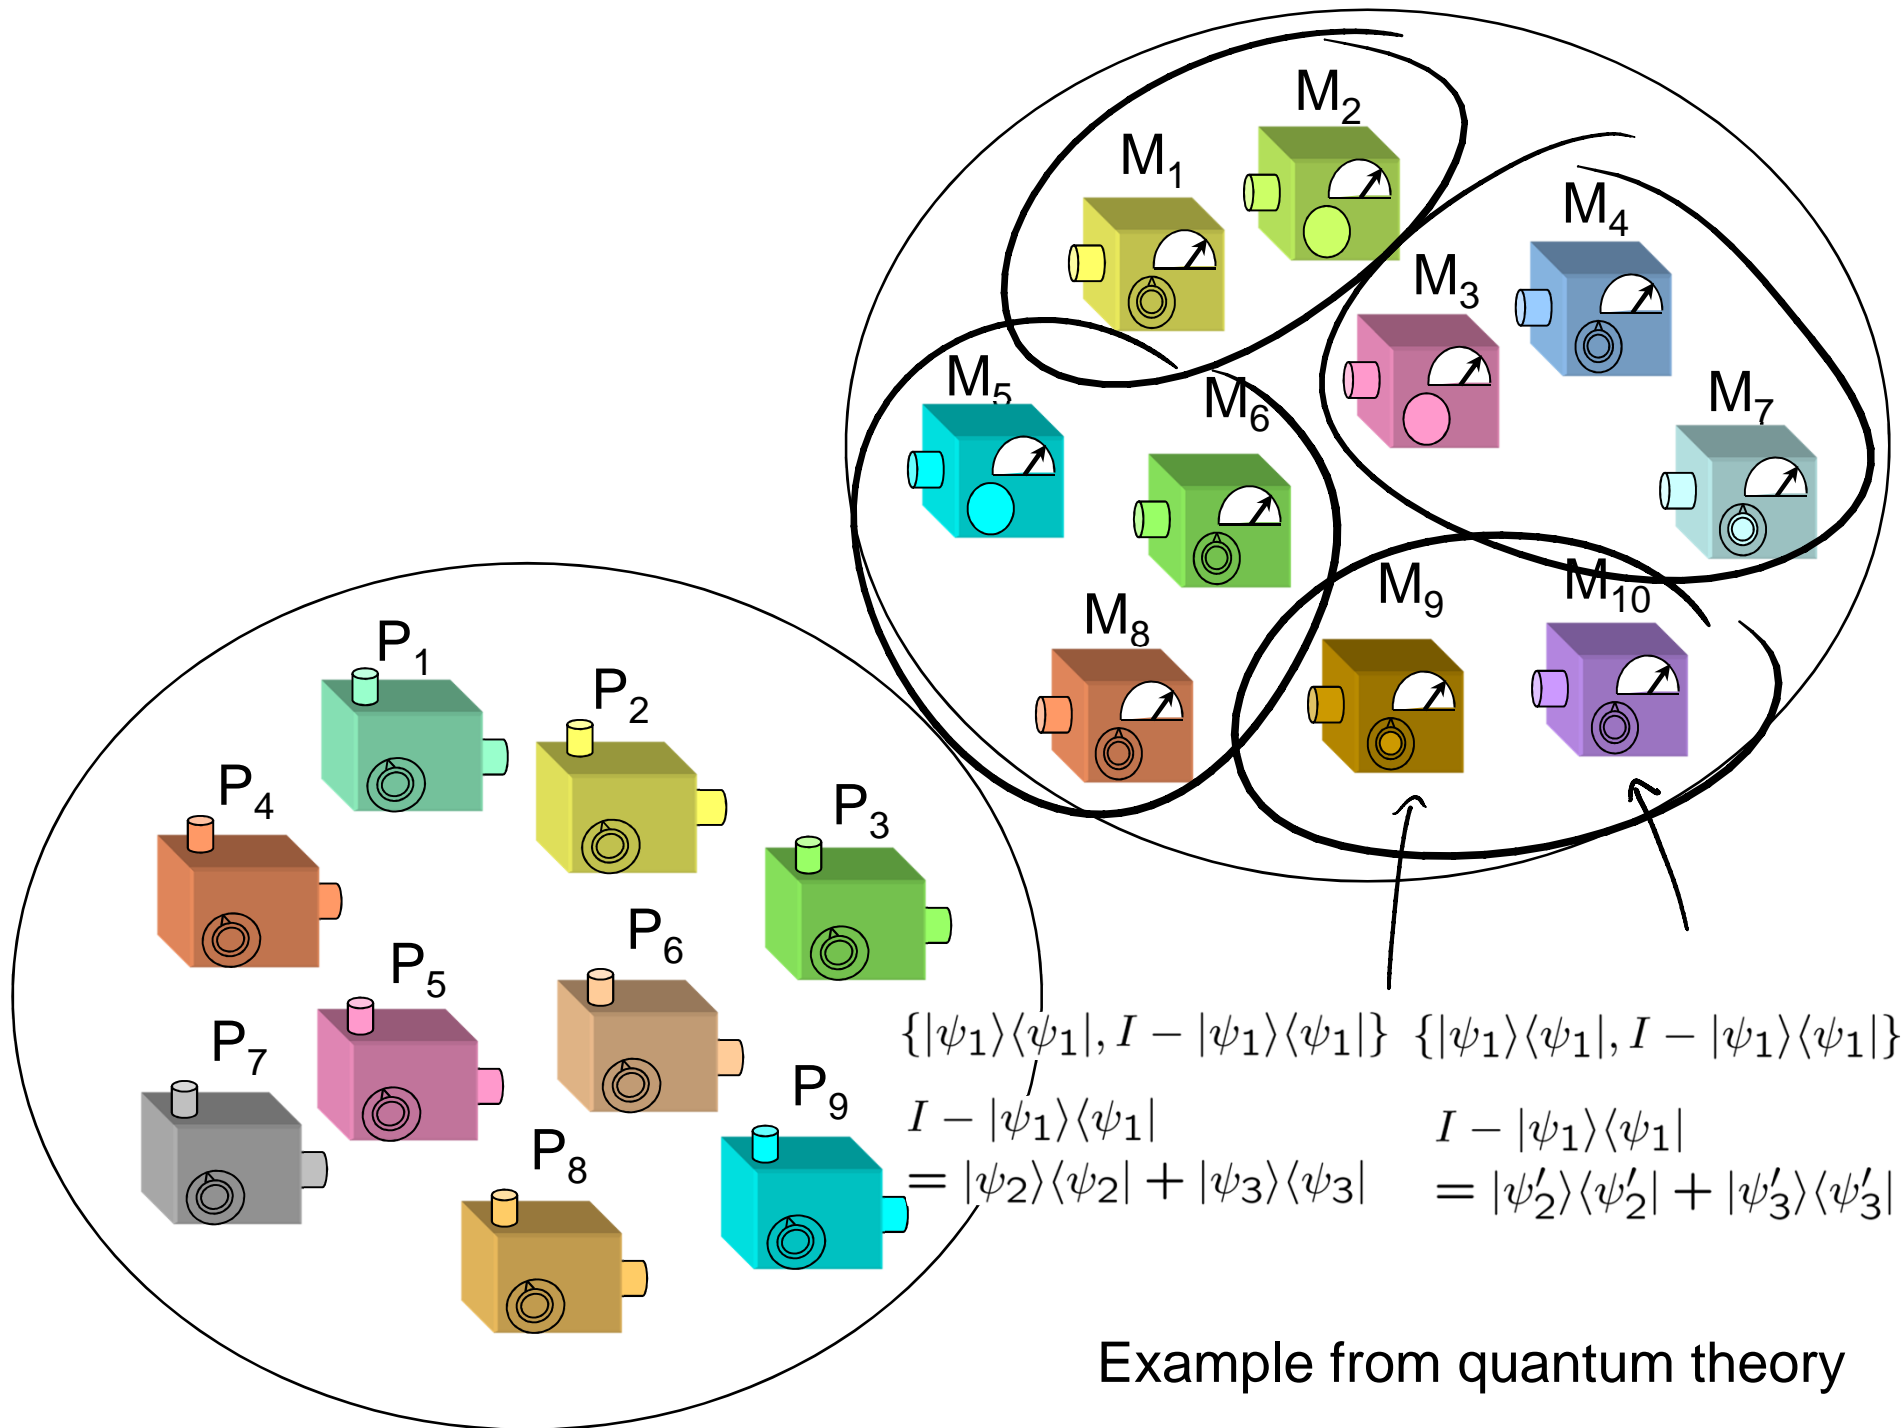 M₂
M₁
M₄
M₃
M₅
M₆
M₇
M₉
M₁₀
M₈
P₁
P₂
P₄
P₃
P₆
P₅
P₇
P₉
P₈
{|ψ₁⟩⟨ψ₁|, I − |ψ₁⟩⟨ψ₁|}
I − |ψ₁⟩⟨ψ₁|
= |ψ₂⟩⟨ψ₂| + |ψ₃⟩⟨ψ₃|
{|ψ₁⟩⟨ψ₁|, I − |ψ₁⟩⟨ψ₁|}
I − |ψ₁⟩⟨ψ₁|
= |ψ′₂⟩⟨ψ′₂| + |ψ′₃⟩⟨ψ′₃|
Example from quantum theory